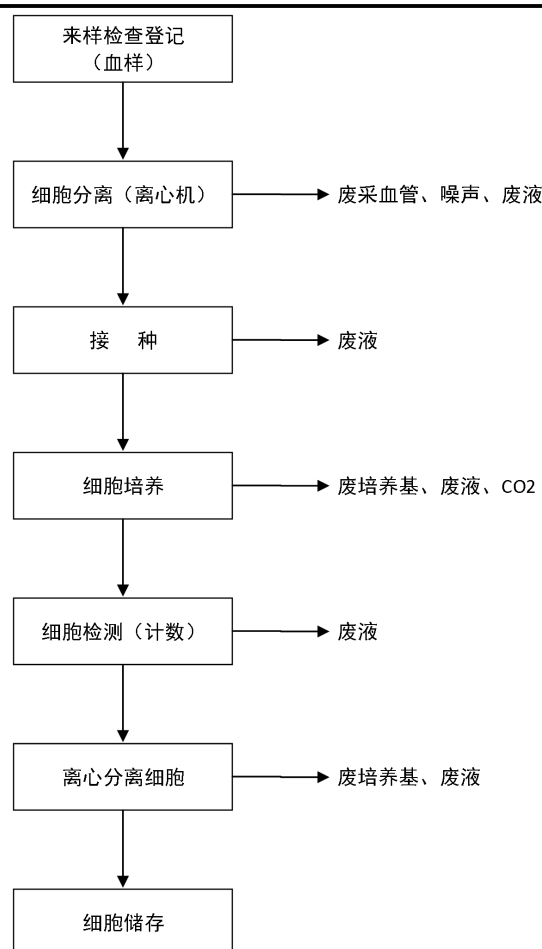 来样检查登记
（血样）
细胞分离（离心机）
废采血管、噪声、废液
接 种
废液
细胞培养
废培养基、废液、CO2
细胞检测（计数）
废液
离心分离细胞
废培养基、废液
细胞储存